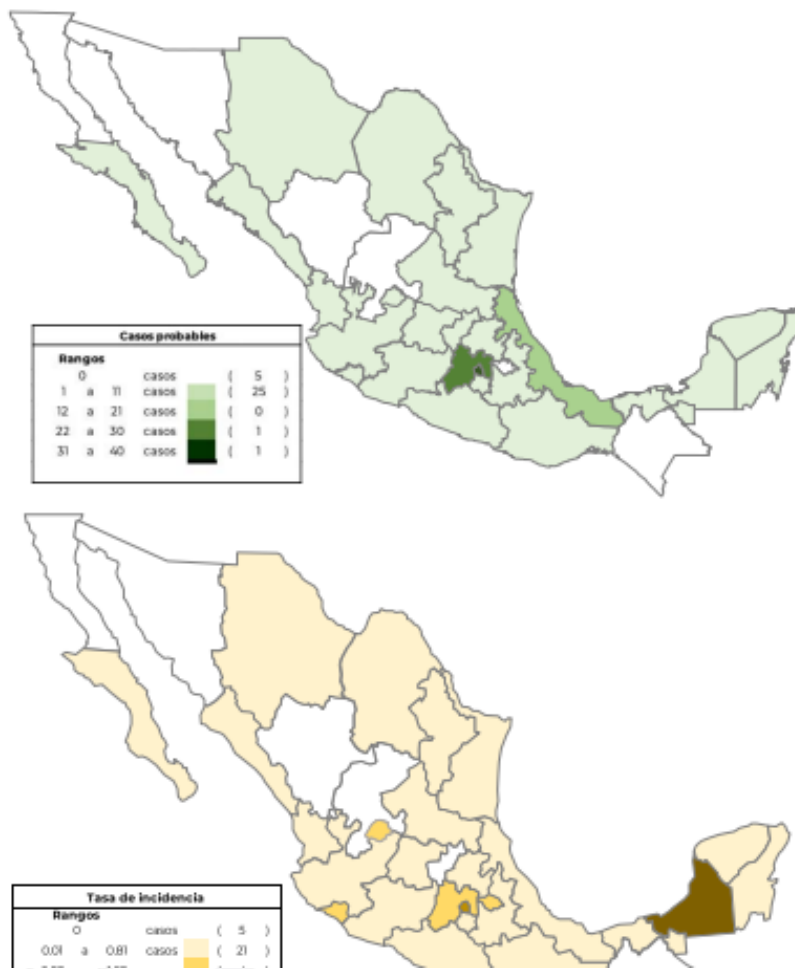 Casos probables
Rangos
0 casos ( 5 )
1 a 11 casos ( 25 )
12 a 21 casos ( 0 )
22 a 30 casos ( 1 )
31 a 40 casos ( 1 )
Tasa de incidencia
Rangos
0 casos ( 5 )
0.01 a 0.81 casos ( 21 )